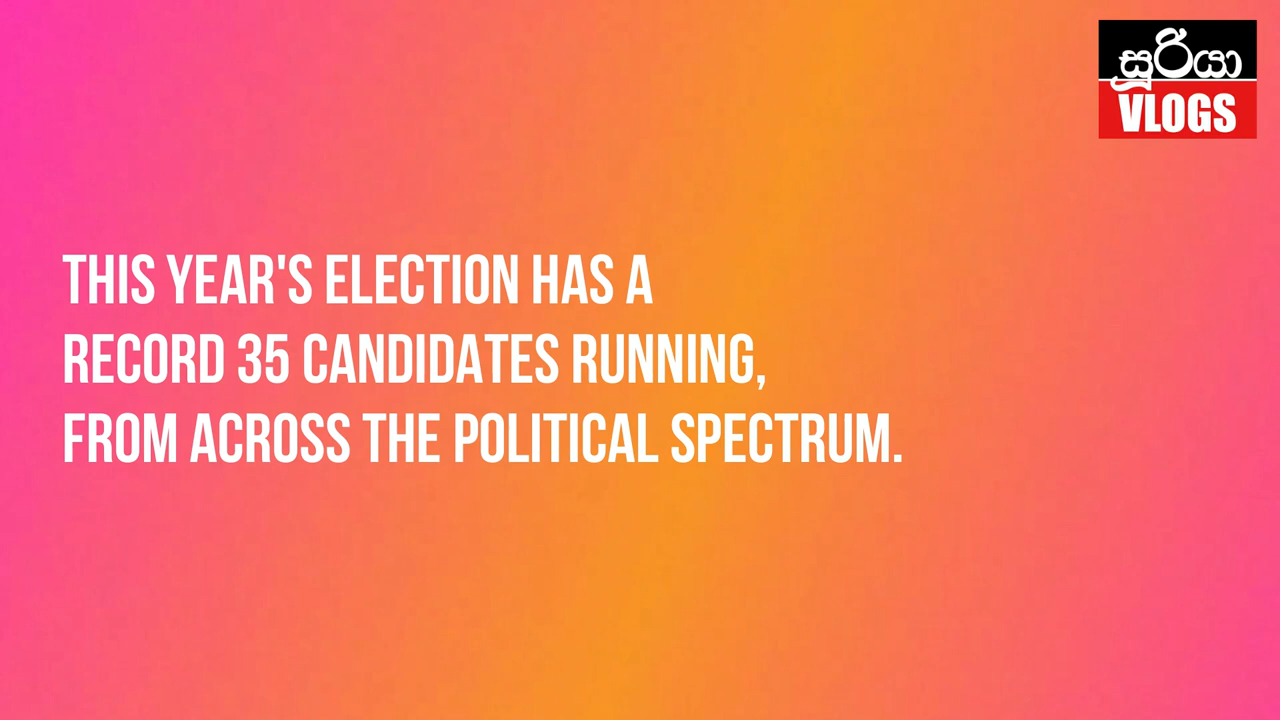 සූරියා
VLOGS
THIS YEAR'S ELECTION HAS A
RECORD 35 CANDIDATES RUNNING,
FROM ACROSS THE POLITICAL SPECTRUM.